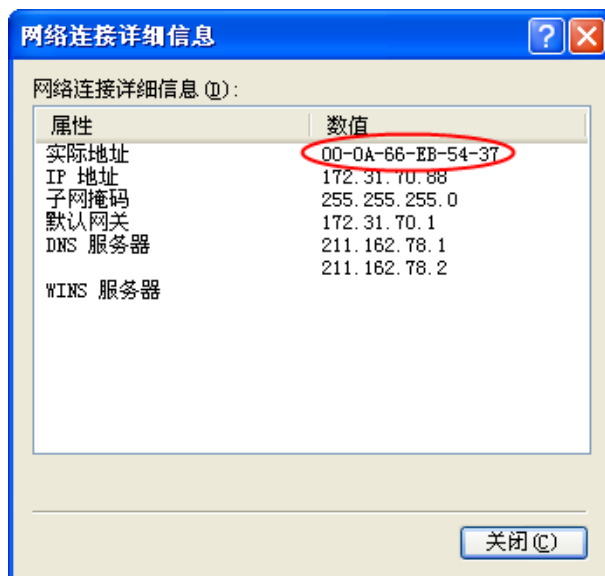 网络连接详细信息
网络连接详细信息(D):
属性 数值
实际地址 00-0A-66-EB-54-37
IP 地址 172.31.70.88
子网掩码 255.255.255.0
默认网关 172.31.70.1
DNS 服务器 211.162.78.1
211.162.78.2
WINS 服务器
关闭(C)